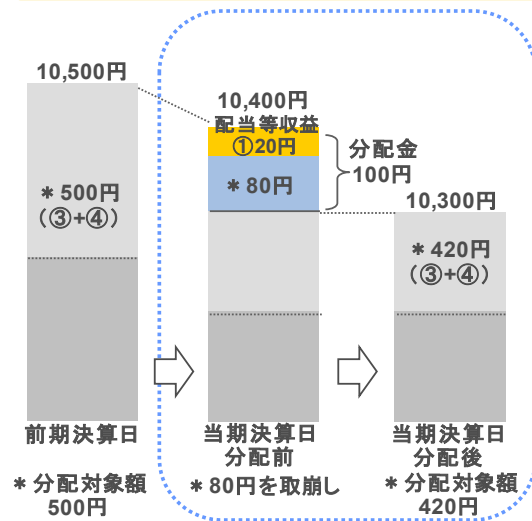 10,500円
10,400円
配当等収益
①20円
分配金
100円
＊80円
＊500円
（③+④）
10,300円
＊420円
（③+④）
前期決算日
当期決算日
分配前
当期決算日
分配後
＊分配対象額
500円
＊80円を取崩し
＊分配対象額
420円